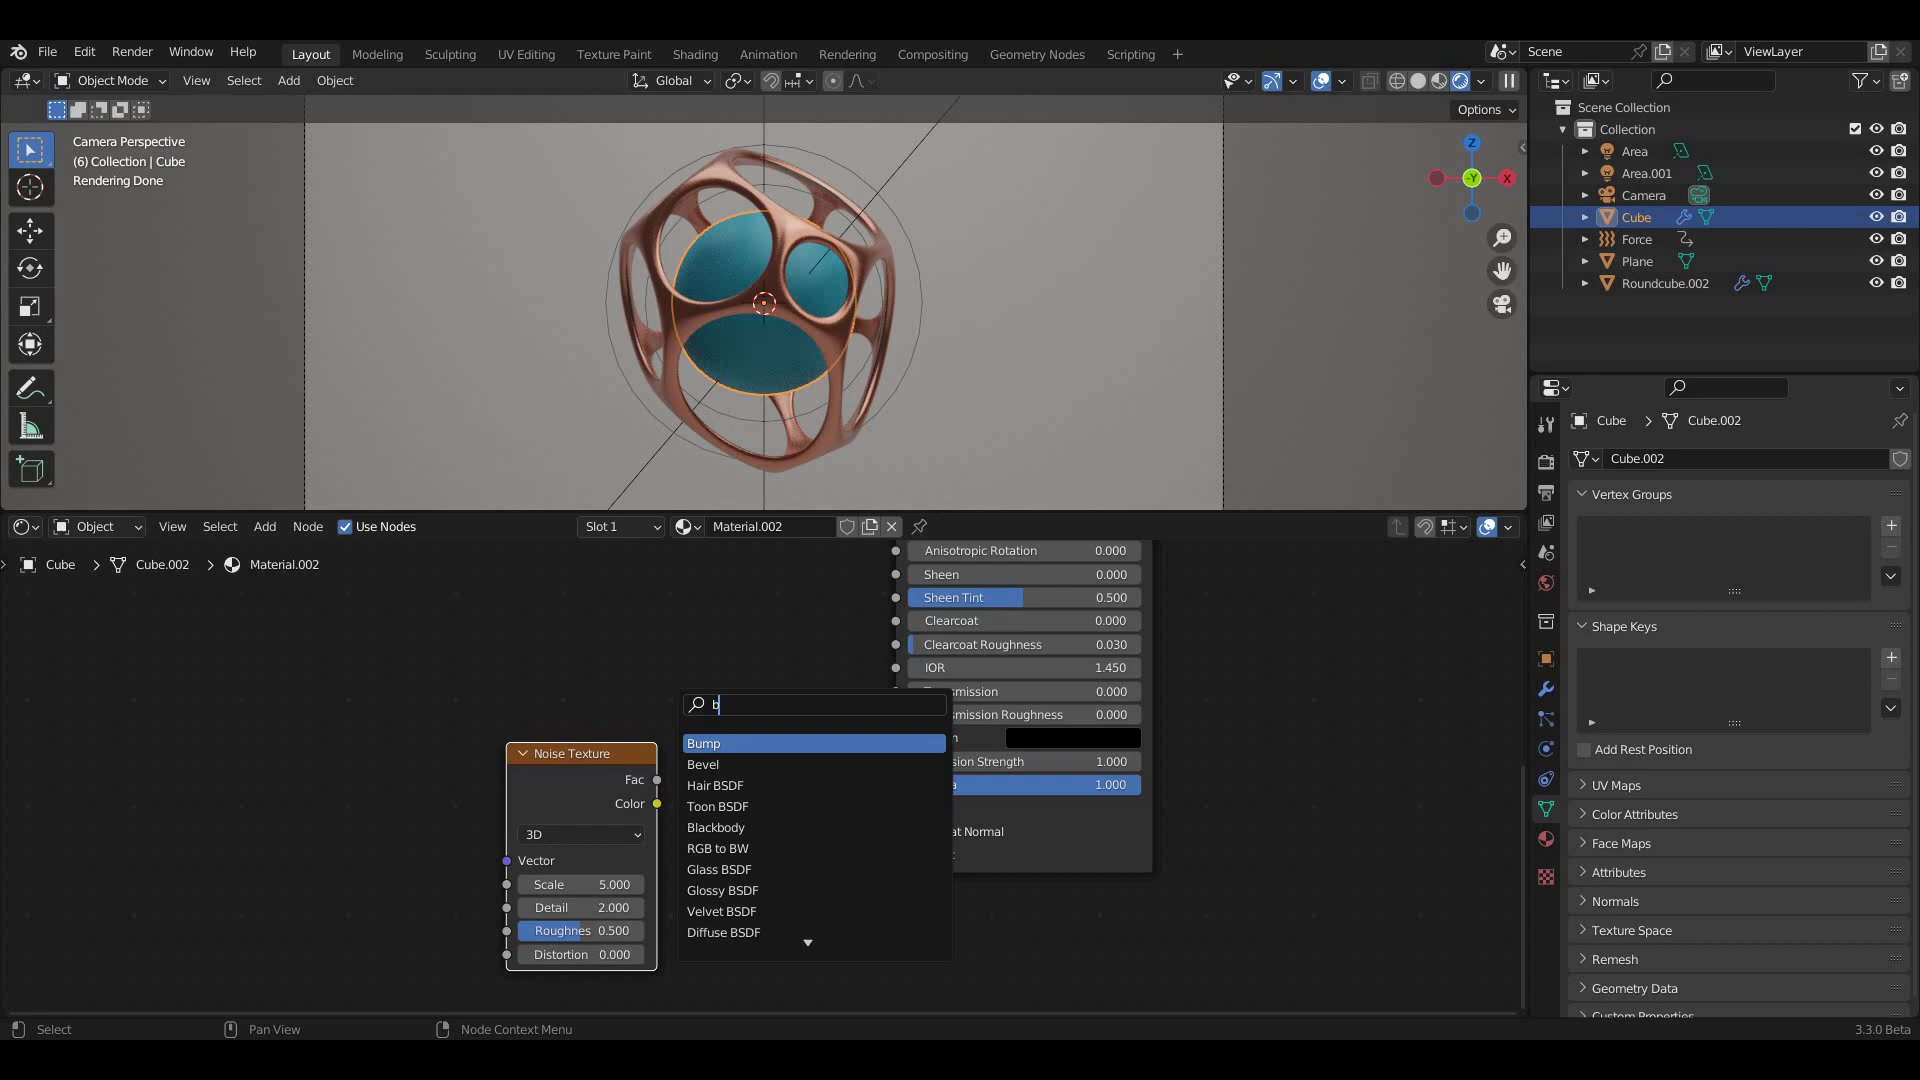 File Edit Render Window Help Layout Modeling Sculpting UV Editing Texture Paint Shading Animation Rendering Compositing Geometry Nodes Scripting + Scene ViewLayer
Object Mode View Select Add Object Global
Options
Camera Perspective
(6) Collection | Cube
Rendering Done
Z
-Y
X
Scene Collection
Collection
Area
Area.001
Camera
Cube
Force
Plane
Roundcube.002
Cube > Cube.002
Cube.002
Vertex Groups
Shape Keys
Add Rest Position
UV Maps
Color Attributes
Face Maps
Attributes
Normals
Texture Space
Remesh
Geometry Data
Custom Properties
Object View Select Add Node Use Nodes Slot 1 Material.002
Cube > Cube.002 > Material.002
Anisotropic Rotation 0.000
Sheen 0.000
Sheen Tint 0.500
Clearcoat 0.000
Clearcoat Roughness 0.030
IOR 1.450
smission 0.000
smission Roughness 0.000
n
sion Strength 1.000
a 1.000
at Normal
t
b
Bump
Bevel
Hair BSDF
Toon BSDF
Blackbody
RGB to BW
Glass BSDF
Glossy BSDF
Velvet BSDF
Diffuse BSDF
Noise Texture
Fac
Color
3D
Vector
Scale 5.000
Detail 2.000
Roughnes 0.500
Distortion 0.000
Select Pan View Node Context Menu 3.3.0 Beta